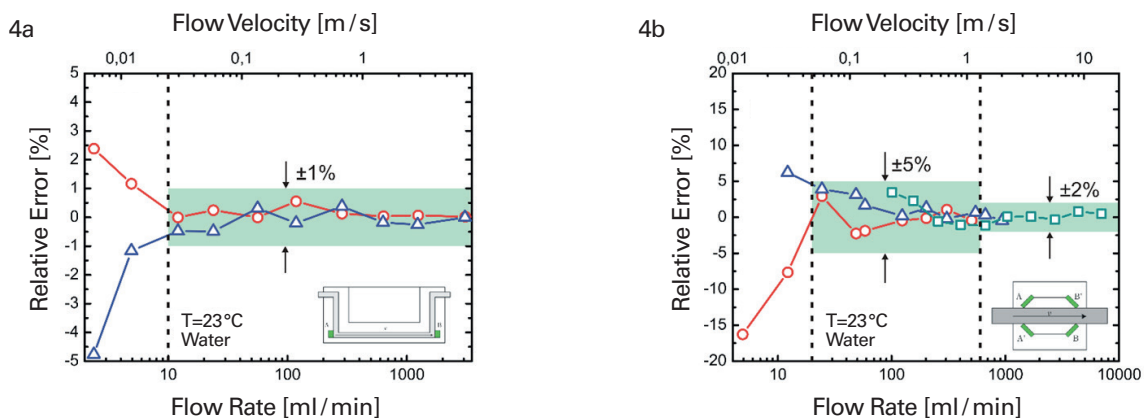 4a
Flow Velocity [m / s]
0,01 0,1 1
5
4
3
2
1
0
-1
-2
-3
-4
-5
Relative Error [%]
±1%
T=23°C
Water
A v B
10 100 1000
Flow Rate [ml / min]
4b
Flow Velocity [m / s]
0,01 0,1 1 10
20
15
10
5
0
-5
-10
-15
-20
Relative Error [%]
±5%
±2%
T=23°C
Water
A B'
v
A' B
10 100 1000 10000
Flow Rate [ml / min]